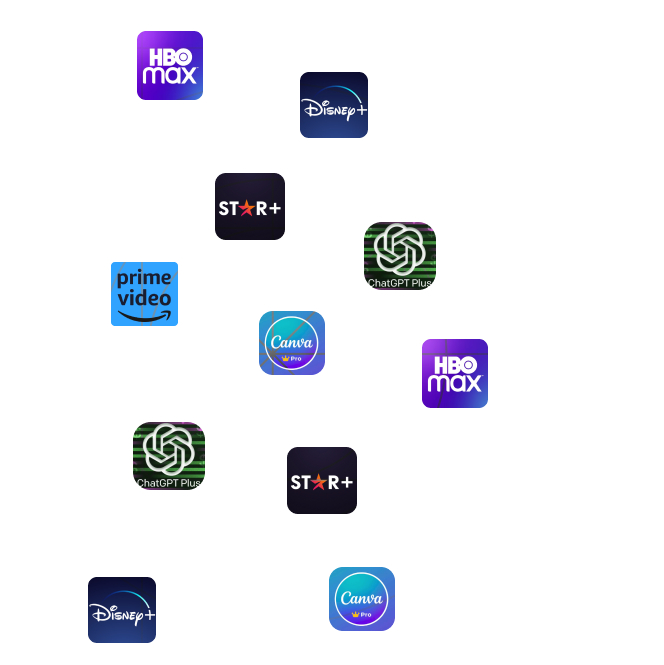 HBO
max
Disney+
STAR+
ChatGPT Plus
prime
video
Canva
Pro
HBO
max
ChatGPT Plus
STAR+
Disney+
Canva
Pro